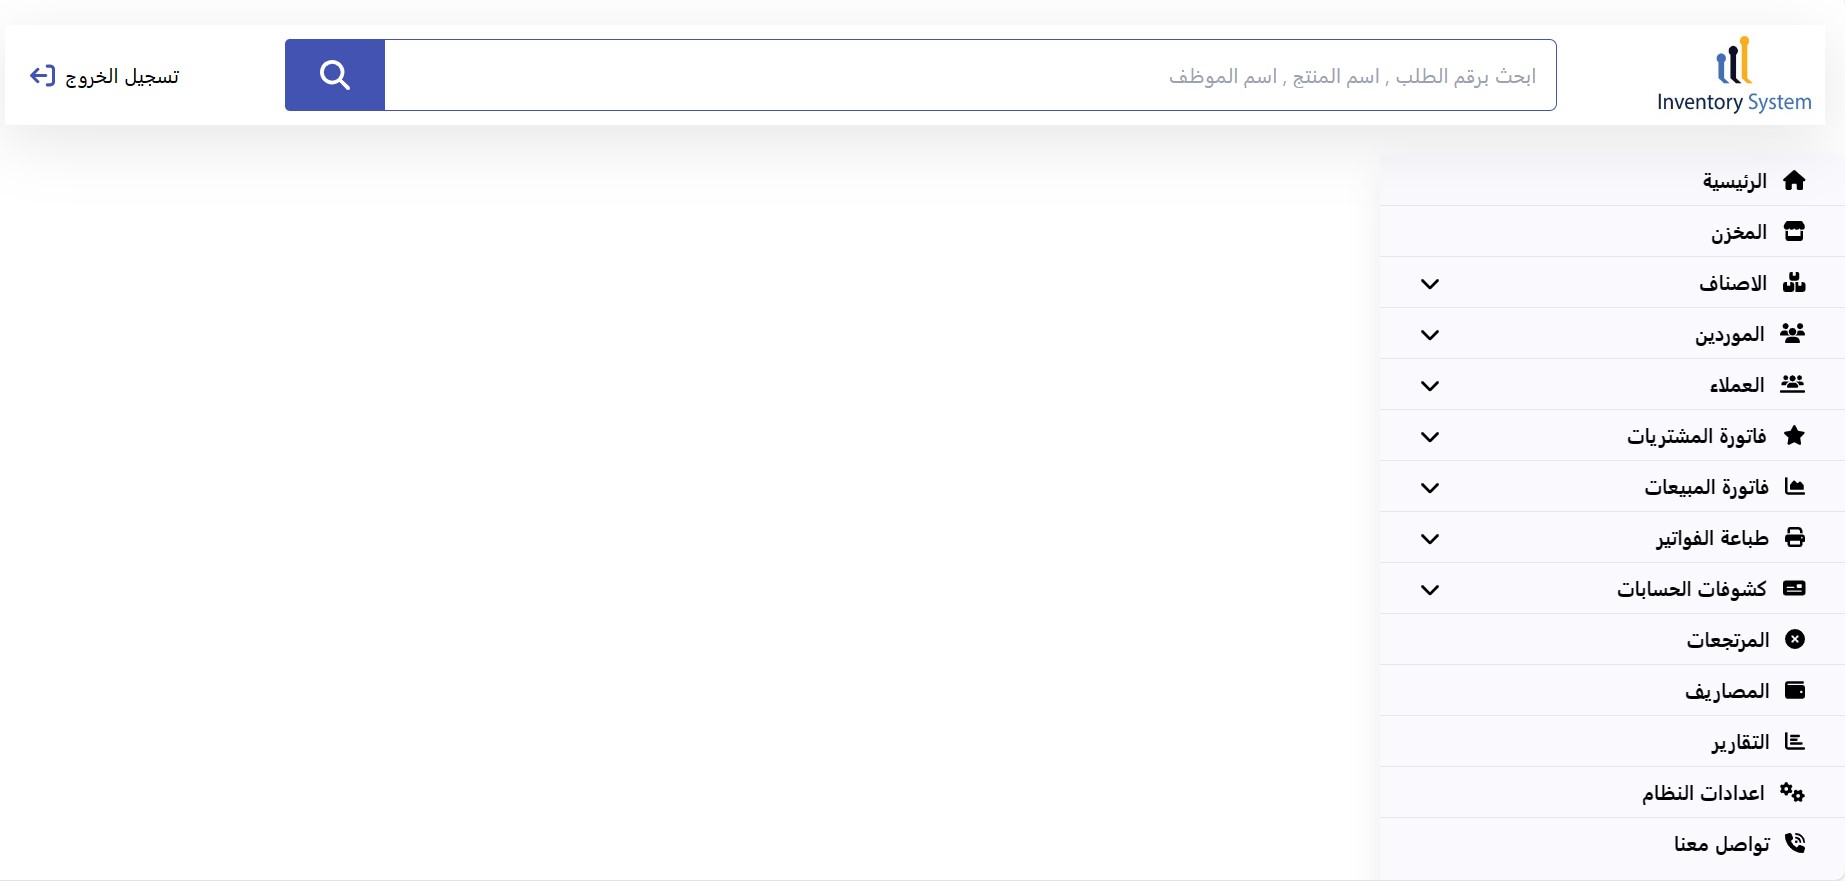 Inventory System
ابحث برقم الطلب , اسم المنتج , اسم الموظف
تسجيل الخروج
الرئيسية
المخزن
الاصناف
الموردين
العملاء
فاتورة المشتريات
فاتورة المبيعات
طباعة الفواتير
كشوفات الحسابات
المرتجعات
المصاريف
التقارير
اعدادات النظام
تواصل معنا